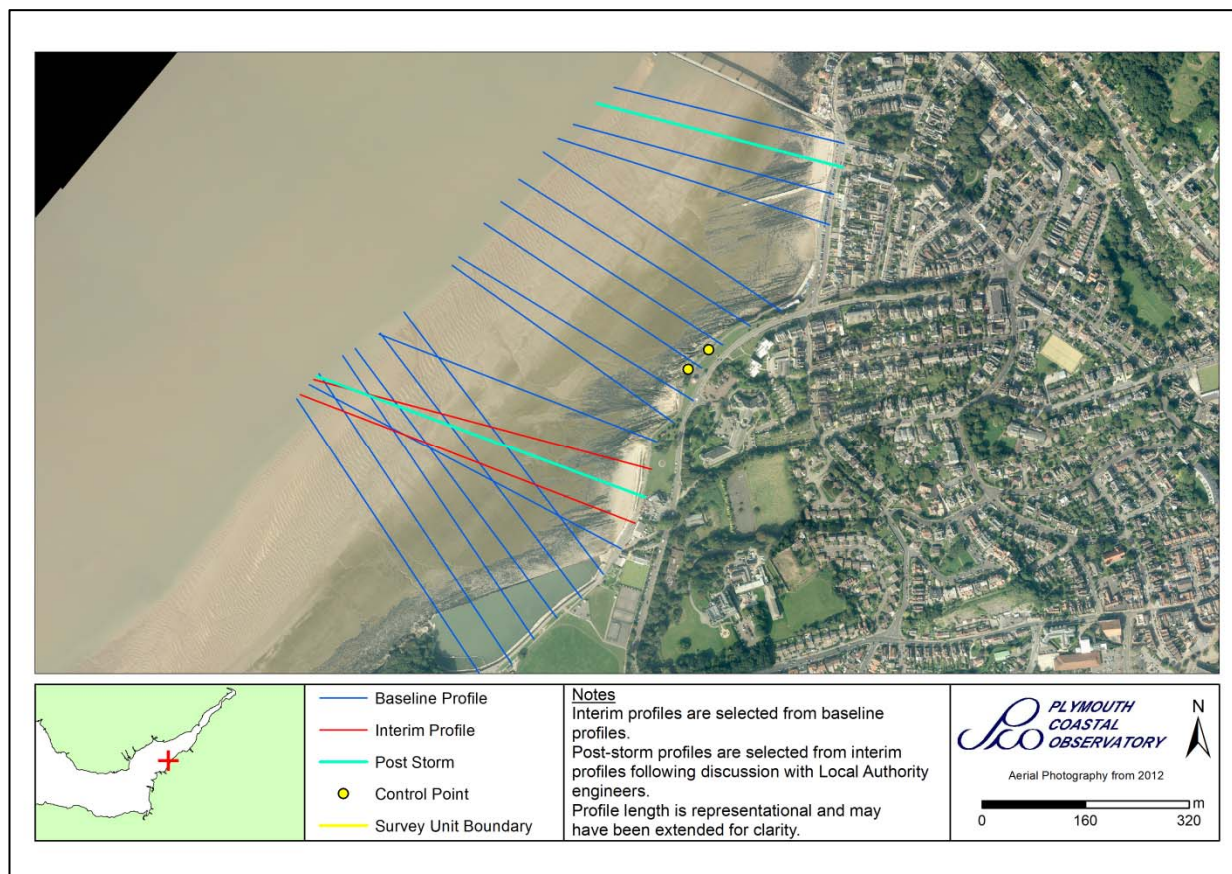 Baseline Profile
Interim Profile
Post Storm
Control Point
Survey Unit Boundary
Notes
Interim profiles are selected from baseline
profiles.
Post-storm profiles are selected from interim
profiles following discussion with Local Authority
engineers.
Profile length is representational and may
have been extended for clarity.
PCO
PLYMOUTH
COASTAL
OBSERVATORY
N
Aerial Photography from 2012
m
0 160 320